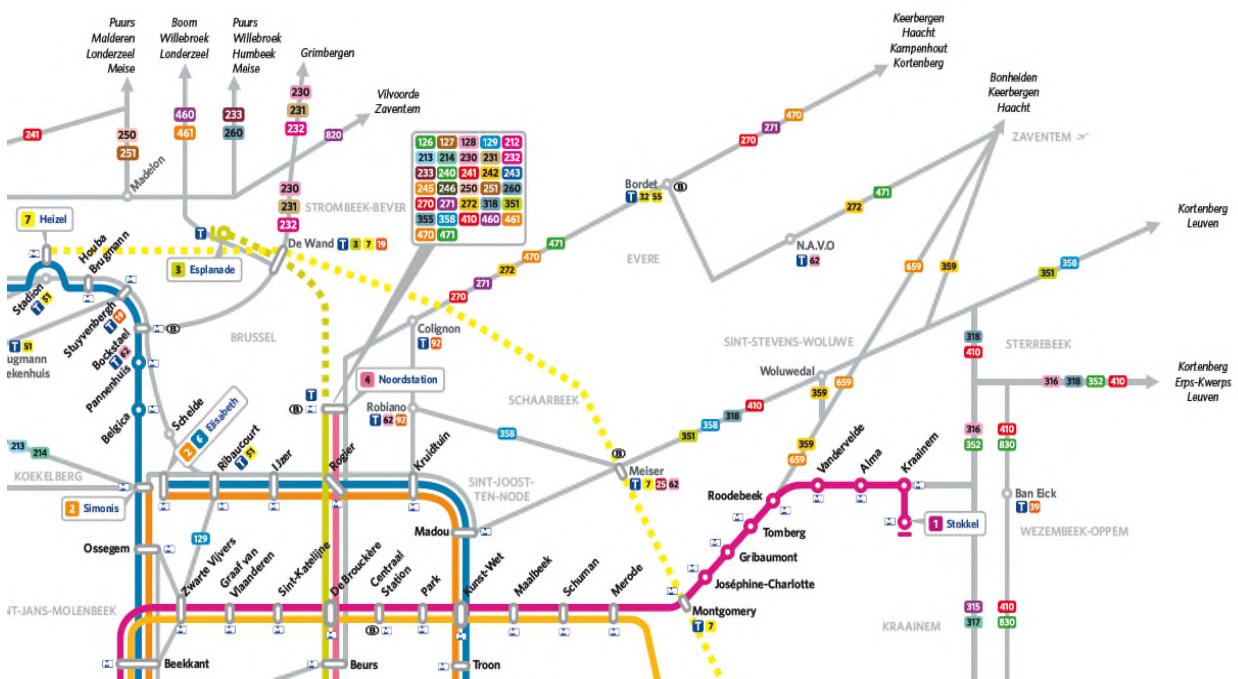 Puurs
Malderen
Londerzeel
Meise
Boom
Willebroek
Londerzeel
Puurs
Willebroek
Humbeek
Meise
Grimbergen
Vilvoorde
Zaventem
Keerbergen
Haacht
Kampenhout
Kortenberg
Bonheiden
Keerbergen
Haacht
ZAVENTEM
241
250
251
460
461
233
260
230
231
232
820
126 127 128 129 212
213 214 230 231 232
233 240 241 242 243
245 246 250 251 260
270 271 272 318 351
355 358 410 460 461
470 471
270
271
470
Madelon
230
231
232
STROMBEEK-BEVER
Bordet
T 32 55
B
471
272
N.A.V.O
T 62
EVERE
Kortenberg
Leuven
7 Heizel
Houba
Brugmann
T
3 Esplanade
De Wand T 3 7 19
270
271
272
470
471
659
359
351
358
Stadion
T 51
Stuyvenbergh
T 19
Bockstael
T 62
B
T 51
BRUSSEL
Pannenhuis
Belgica
Colignon
T 92
4 Noordstation
T
B
Robiano
T 62 92
SCHAARBEEK
SINT-STEVENS-WOLUWE
Woluwedal
659
359
318
410
STERREBEEK
Kortenberg
Erps-Kwerps
Leuven
316 318 352 410
358
351
358
318
410
213
214
KOEKELBERG
Schelde
2 6 Elisabeth
Ribaucourt
T 51
IJzer
Rogier
Kruidtuin
SINT-JOOST-
TEN-NODE
B
Meiser
T 7 25 62
359
659
Vandervelde
Alma
Kraainem
316
352
410
830
2 Simonis
Roodebeek
Tomberg
Gribaumont
Joséphine-Charlotte
1 Stokkel
Ban Eick
T 39
WEZEMBEEK-OPPEM
Ossegem
129
Madou
Zwarte Vijvers
Graaf van
Vlaanderen
Sint-Katelijne
De Brouckère
Centraal
Station
B
Park
Kunst-Wet
Maalbeek
Schuman
Merode
Montgomery
T 7
NT-JANS-MOLENBEEK
KRAAINEM
315
317
410
830
Beekkant
Beurs
Troon